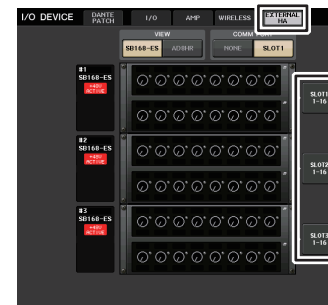 I/O DEVICE
DANTE PATCH
I/O
AMP
WIRELESS
EXTERNAL HA
VIEW
COMM PORT
SB168-ES
AD8HR
NONE
SLOT1
#1
SB168-ES
+48V
ACTIVE
SLOT1
1-16
#2
SB168-ES
+48V
ACTIVE
SLOT2
1-16
#3
SB168-ES
+48V
ACTIVE
SLOT3
1-16